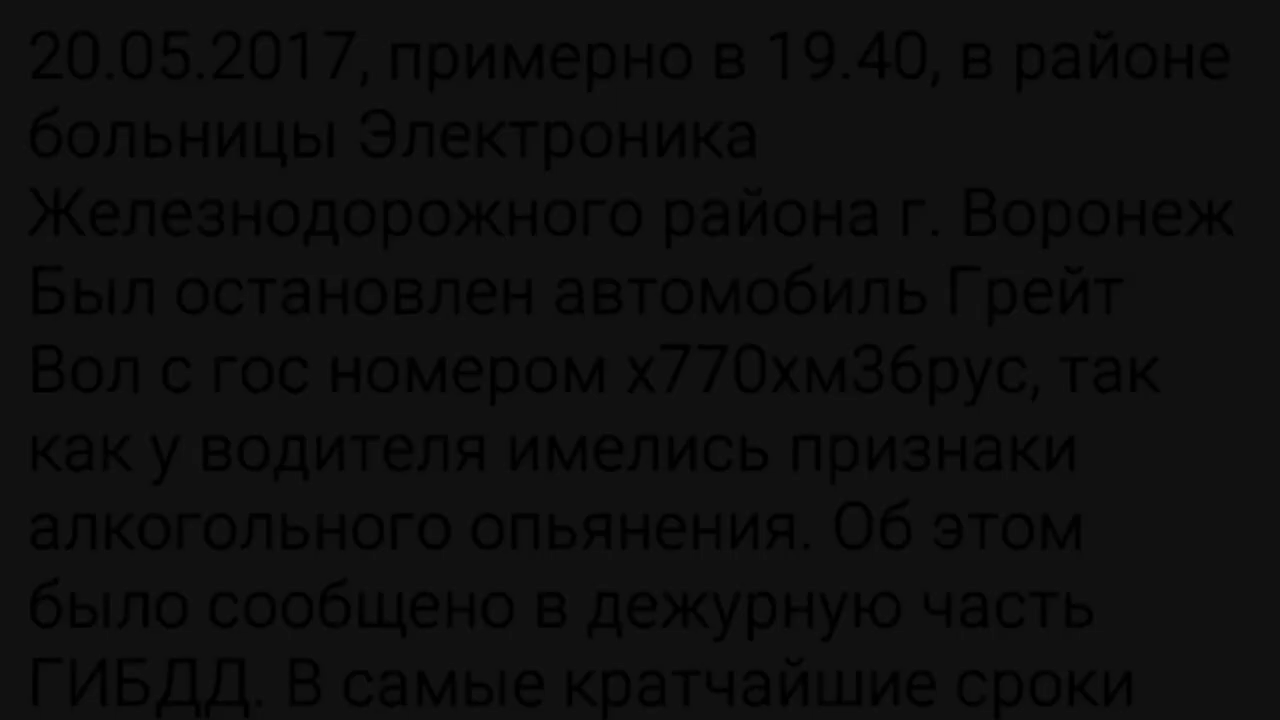 20.05.2017, примерно в 19.40, в районе
больницы Электроника
Железнодорожного района г. Воронеж
Был остановлен автомобиль Грейт
Вол с гос номером х770хм36рус, так
как у водителя имелись признаки
алкогольного опьянения. Об этом
было сообщено в дежурную часть
ГИБДД. В самые кратчайшие сроки